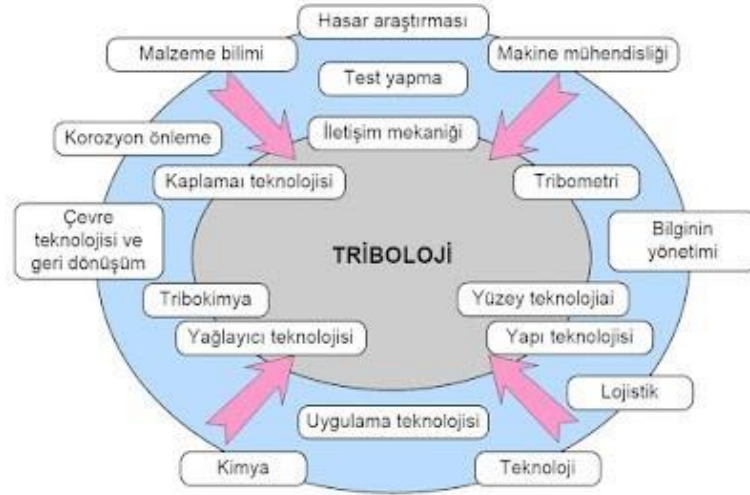 Hasar araştırması
Malzeme bilimi
Makine mühendisliği
Test yapma
Korozyon önleme
İletişim mekaniği
Kaplamaı teknolojisi
Tribometri
Çevre
teknolojisi ve
geri dönüşüm
TRİBOLOJİ
Bilginin
yönetimi
Tribokimya
Yüzey teknolojiai
Yağlayıcı teknolojisi
Yapı teknolojisi
Lojistik
Uygulama teknolojisi
Kimya
Teknoloji